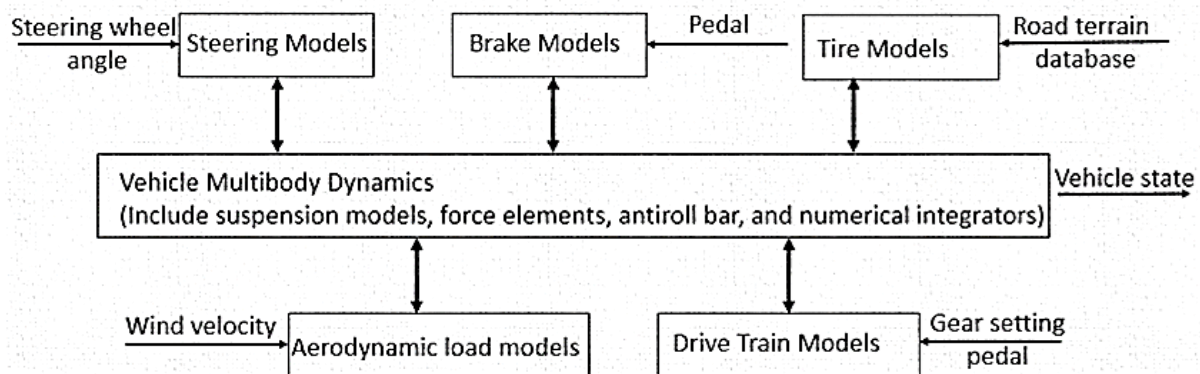 Steering wheel
angle
Steering Models
Brake Models
Pedal
Tire Models
Road terrain
database
Vehicle Multibody Dynamics
(Include suspension models, force elements, antiroll bar, and numerical integrators)
Vehicle state
Wind velocity
Aerodynamic load models
Drive Train Models
Gear setting
pedal